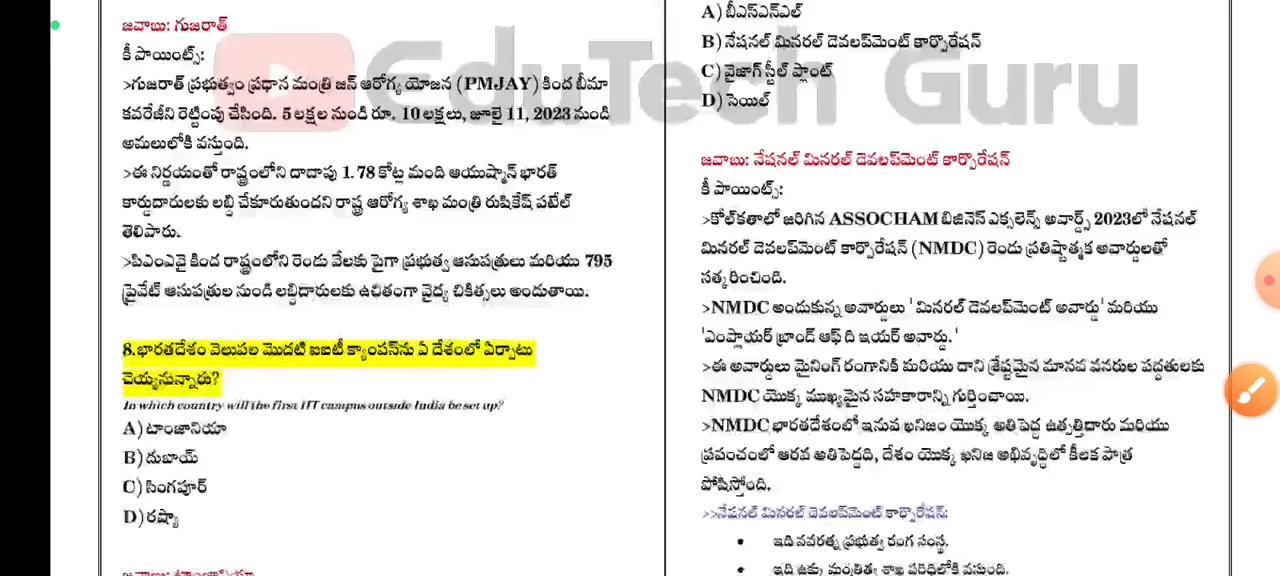 జవాబు: గుజరాత్
కీ పాయింట్స్:
>గుజరాత్ ప్రభుత్వం ప్రధాన మంత్రి జన్ ఆరోగ్య యోజన (PMJAY) కింద బీమా
కవరేజీని రెట్టింపు చేసింది. 5 లక్షల నుండి రూ. 10 లక్షలు, జూలై 11, 2023 నుండి
అమలులోకి వస్తుంది.
>ఈ నిర్ణయంతో రాష్ట్రంలోని దాదాపు 1.78 కోట్ల మంది ఆయుష్మాన్ భారత్
కార్డుదారులకు లబ్ధి చేకూరుతుందని రాష్ట్ర ఆరోగ్య శాఖ మంత్రి రుషికేష్ పటేల్
తెలిపారు.
>పిఎంఎవై కింద రాష్ట్రంలోని రెండు వేలకు పైగా ప్రభుత్వ ఆసుపత్రులు మరియు 795
ప్రైవేట్ ఆసుపత్రుల నుండి లబ్ధిదారులకు ఉచితంగా వైద్య చికిత్సలు అందుతాయి.
8.భారతదేశం వెలుపల మొదటి ఐఐటీ క్యాంపస్‌ను ఏ దేశంలో ఏర్పాటు
చెయ్యనున్నారు?
In which country will the first IIT campus outside India be set up?
A) టాంజానియా
B) దుబాయ్
C) సింగపూర్
D) రష్యా
జవాబు: టాంజానియా
A) బీఎస్ఎన్ఎల్
B) నేషనల్ మినరల్ డెవలప్‌మెంట్ కార్పొరేషన్
C) వైజాగ్ స్టీల్ ప్లాంట్
D) సెయిల్
జవాబు: నేషనల్ మినరల్ డెవలప్‌మెంట్ కార్పొరేషన్
కీ పాయింట్స్:
>కోల్‌కతాలో జరిగిన ASSOCHAM బిజినెస్ ఎక్సలెన్స్ అవార్డ్స్ 2023లో నేషనల్
మినరల్ డెవలప్‌మెంట్ కార్పొరేషన్ (NMDC) రెండు ప్రతిష్టాత్మక అవార్డులతో
సత్కరించింది.
>NMDC అందుకున్న అవార్డులు 'మినరల్ డెవలప్‌మెంట్ అవార్డు' మరియు
'ఎంప్లాయర్ బ్రాండ్ ఆఫ్ ది ఇయర్ అవార్డు.'
>ఈ అవార్డులు మైనింగ్ రంగానికి మరియు దాని శ్రేష్టమైన మానవ వనరుల పద్ధతులకు
NMDC యొక్క ముఖ్యమైన సహకారాన్ని గుర్తించాయి.
>NMDC భారతదేశంలో ఇనుప ఖనిజం యొక్క అతిపెద్ద ఉత్పత్తిదారు మరియు
ప్రపంచంలో ఆరవ అతిపెద్దది, దేశం యొక్క ఖనిజ అభివృద్ధిలో కీలక పాత్ర
పోషిస్తోంది.
>>నేషనల్ మినరల్ డెవలప్‌మెంట్ కార్పొరేషన్:
• ఇది నవరత్న ప్రభుత్వ రంగ సంస్థ.
• ఇది ఉక్కు మంత్రిత్వ శాఖ పరిధిలోకి వస్తుంది.
EduTech Guru